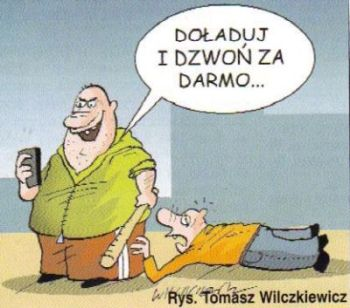 DOŁADUJ
I DZWOŃ ZA
DARMO...
Rys. Tomasz Wilczkiewicz